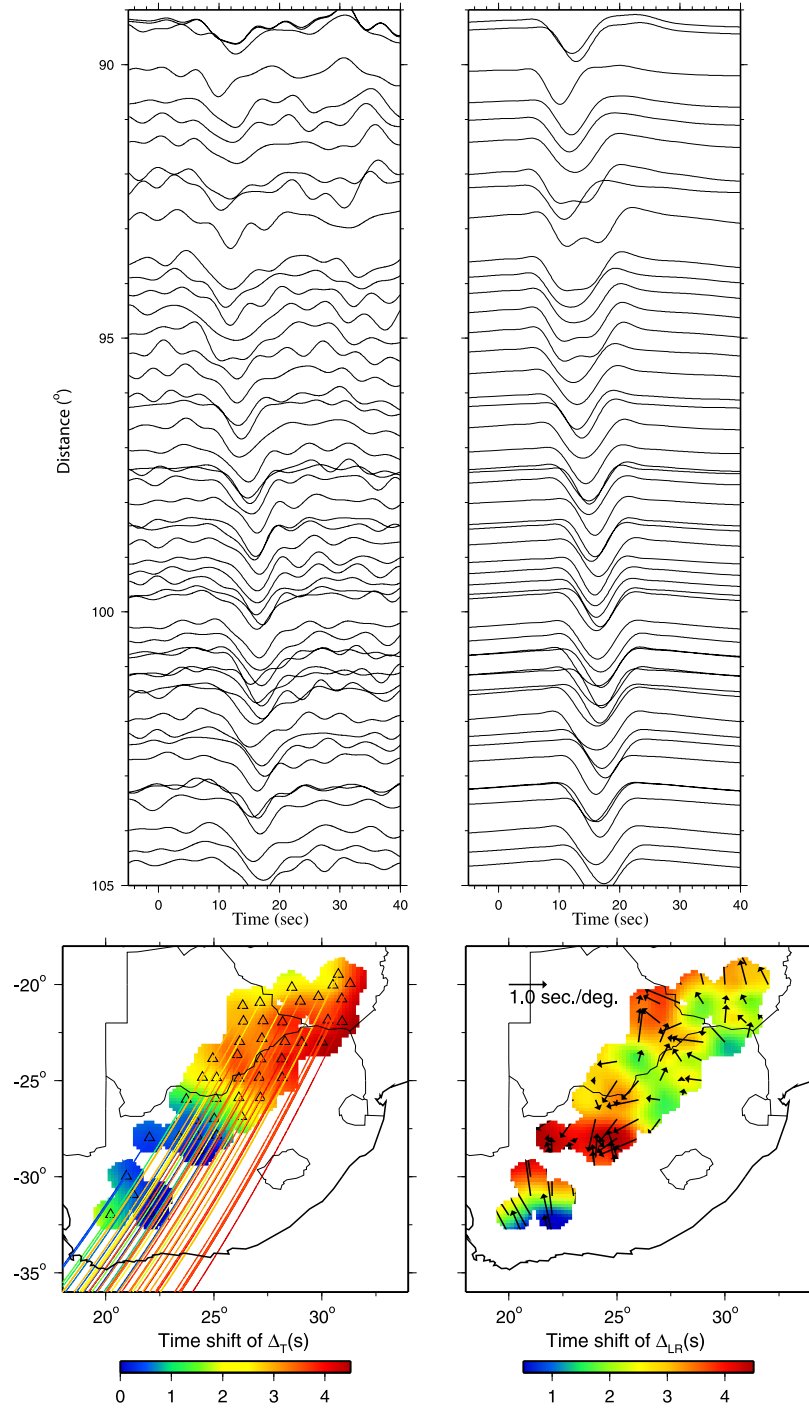 90
95
Distance (°)
100
105
0 10 20 30 40
Time (sec)
0 10 20 30 40
Time (sec)
-20°
-25°
-30°
-35°
20° 25° 30°
1.0 sec./deg.
20° 25° 30°
Time shift of ΔT(s)
0 1 2 3 4
Time shift of ΔLR(s)
1 2 3 4